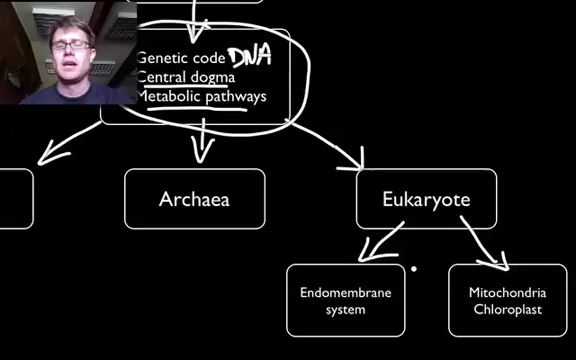 Genetic code DNA
Central dogma
Metabolic pathways
Archaea
Eukaryote
Endomembrane
system
Mitochondria
Chloroplast